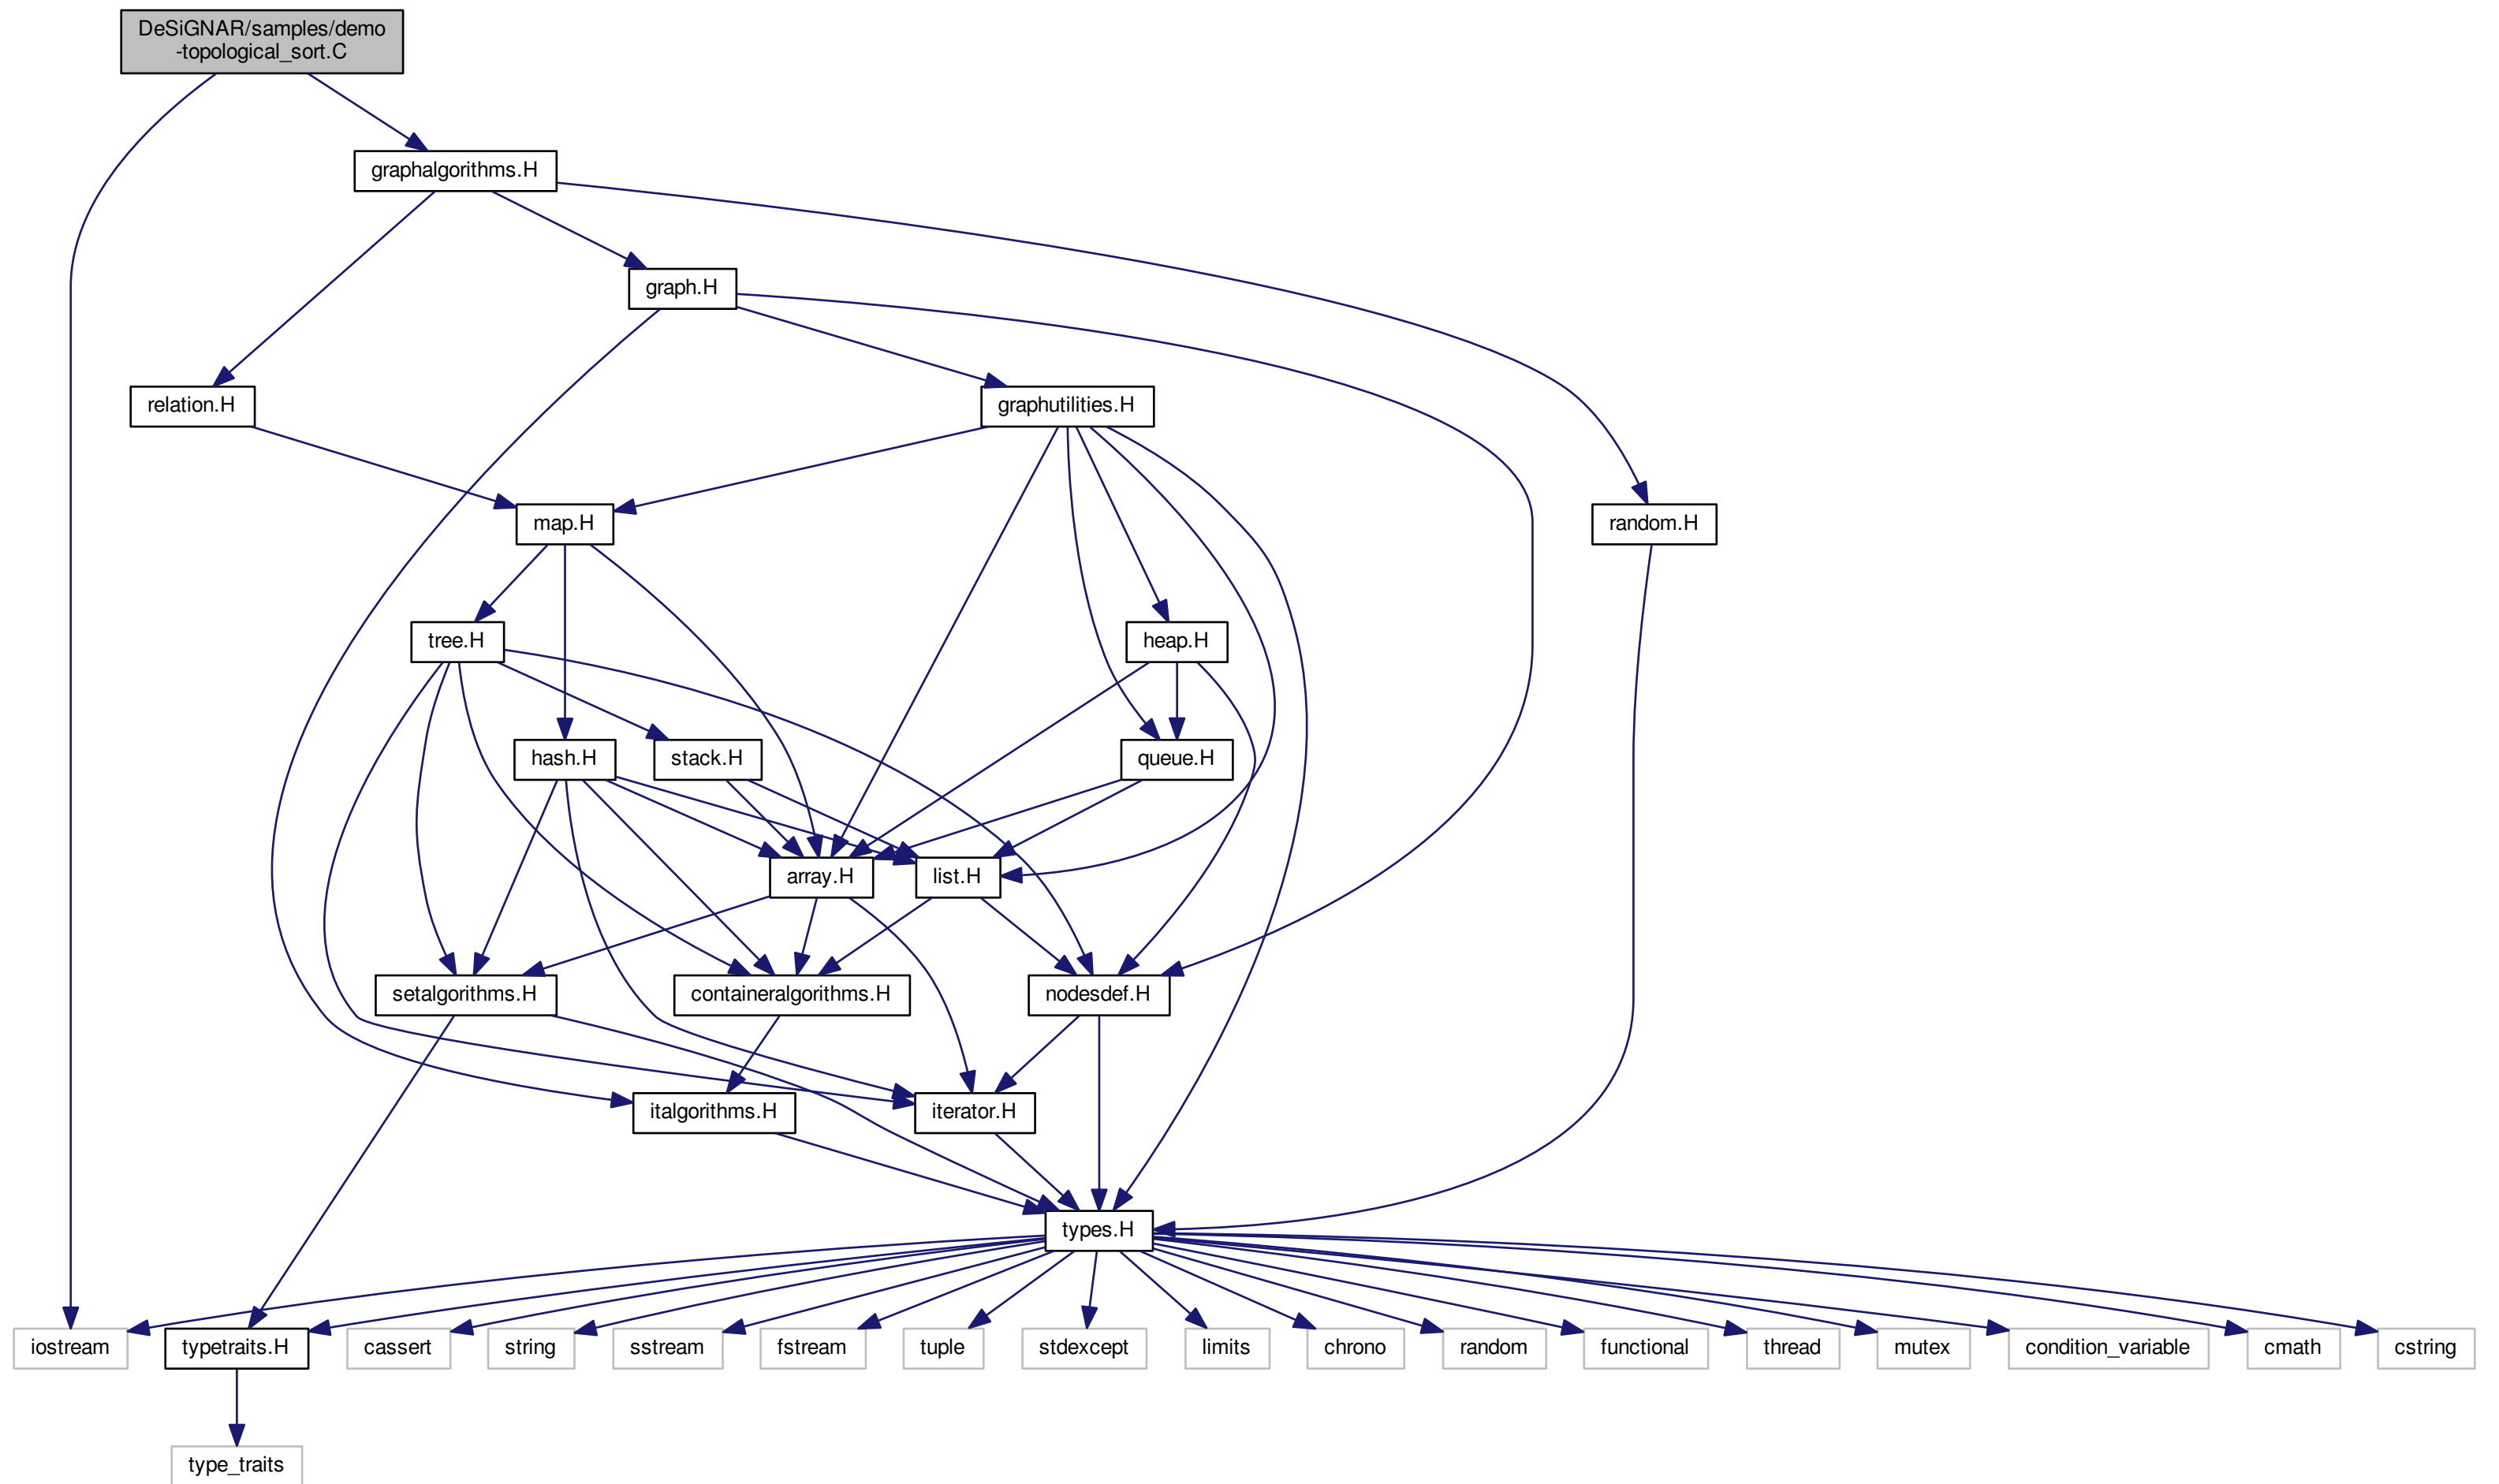 DeSiGNAR/samples/demo
-topological_sort.C
graphalgorithms.H
graph.H
relation.H
graphutilities.H
map.H
random.H
tree.H
heap.H
hash.H
stack.H
queue.H
array.H
list.H
setalgorithms.H
containeralgorithms.H
nodesdef.H
italgorithms.H
iterator.H
types.H
iostream
typetraits.H
cassert
string
sstream
fstream
tuple
stdexcept
limits
chrono
random
functional
thread
mutex
condition_variable
cmath
cstring
type_traits